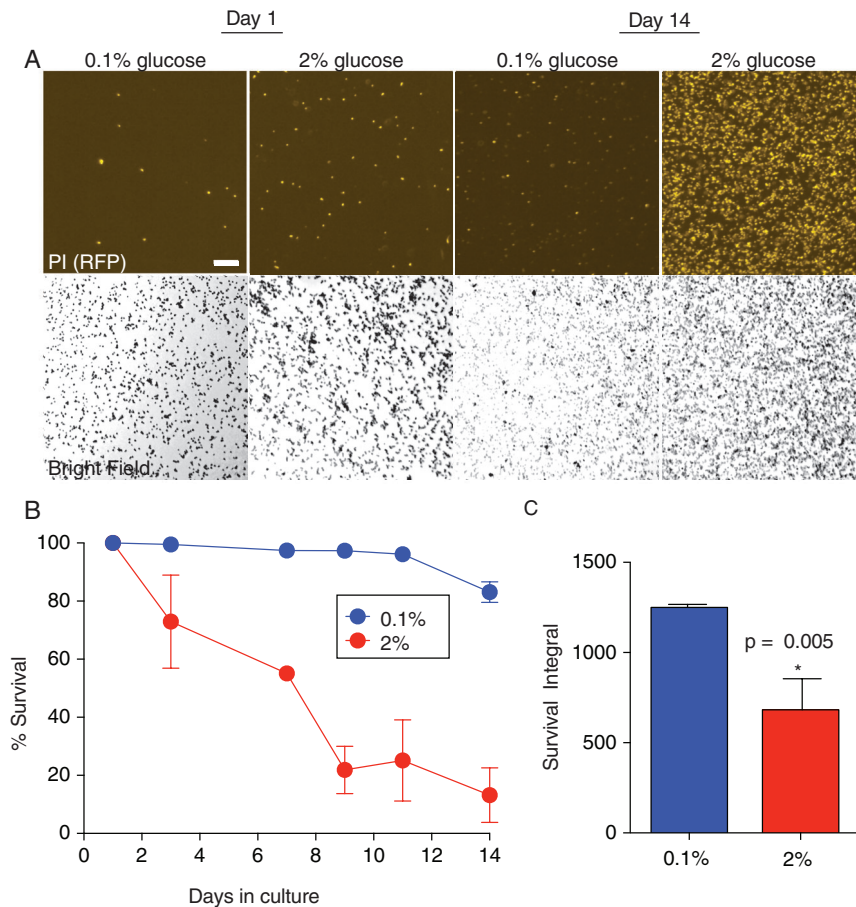 Day 1
Day 14
A
0.1% glucose
2% glucose
0.1% glucose
2% glucose
PI (RFP)
Bright Field
B
100
80
60
40
20
0
% Survival
0.1%
2%
0
2
4
6
8
10
12
14
Days in culture
C
1500
1000
500
0
Survival Integral
p = 0.005
*
0.1%
2%